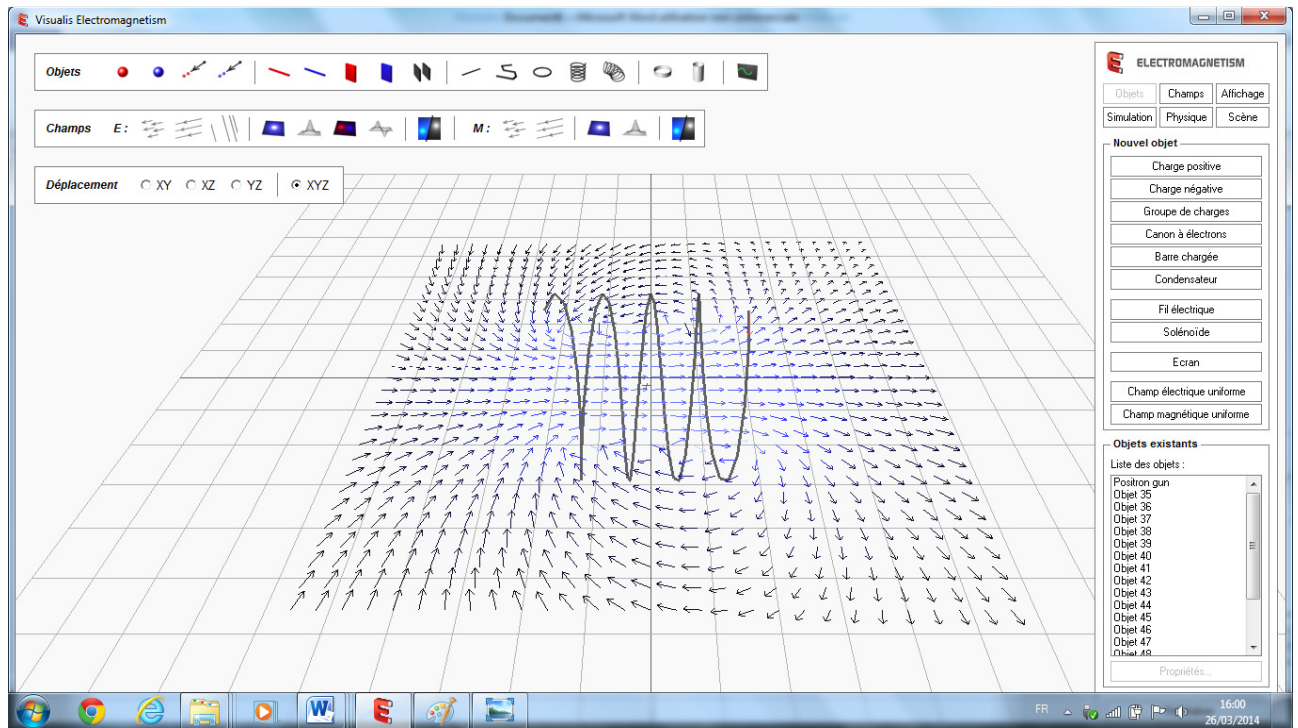 Visualis Electromagnetism
Objets
Champs E : M :
Déplacement XY XZ YZ XYZ
ELECTROMAGNETISM
Objets Champs Affichage
Simulation Physique Scène
Nouvel objet
Charge positive
Charge négative
Groupe de charges
Canon à électrons
Barre chargée
Condensateur
Fil électrique
Solénoïde
Ecran
Champ électrique uniforme
Champ magnétique uniforme
Objets existants
Liste des objets :
Positron gun
Objet 35
Objet 36
Objet 37
Objet 38
Objet 39
Objet 40
Objet 41
Objet 42
Objet 43
Objet 44
Objet 45
Objet 46
Objet 47
Objet 48
Propriétés...
FR 16:00
26/03/2014